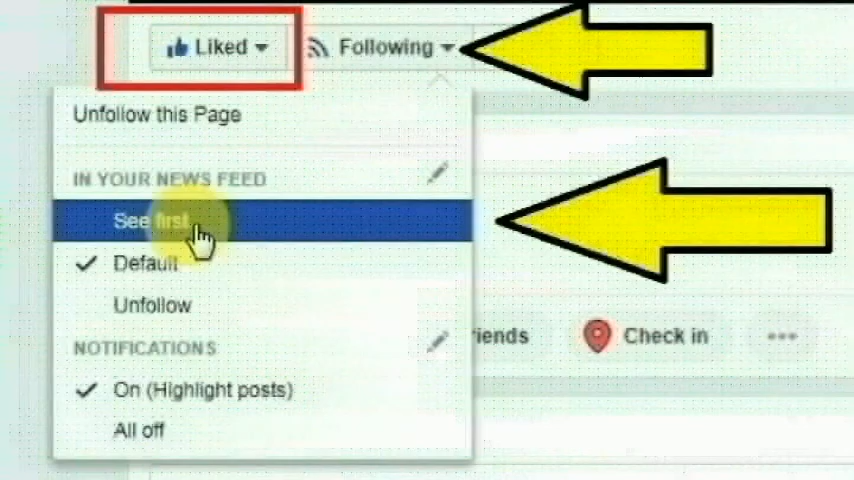 Liked Following
Unfollow this Page
IN YOUR NEWS FEED
See first
Default
Unfollow
riends Check in
NOTIFICATIONS
On (Highlight posts)
All off